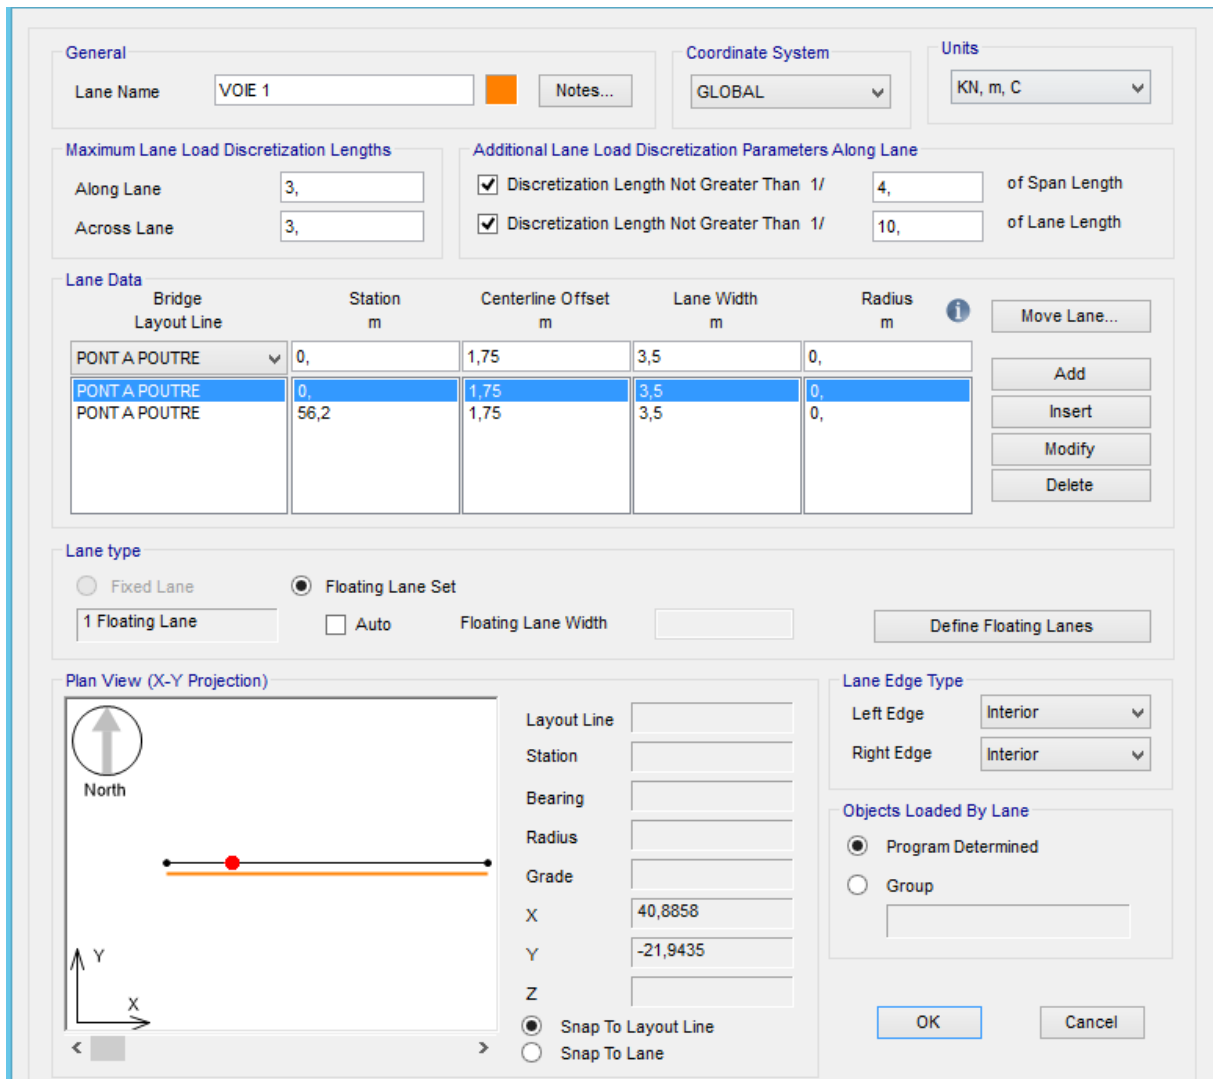 General
Lane Name VOIE 1 Notes...
Coordinate System
GLOBAL
Units
KN, m, C
Maximum Lane Load Discretization Lengths
Along Lane 3,
Across Lane 3,
Additional Lane Load Discretization Parameters Along Lane
Discretization Length Not Greater Than 1/ 4, of Span Length
Discretization Length Not Greater Than 1/ 10, of Lane Length
Lane Data
Bridge Station Centerline Offset Lane Width Radius
Layout Line m m m m
PONT A POUTRE 0, 1,75 3,5 0,
PONT A POUTRE 0, 1,75 3,5 0,
PONT A POUTRE 56,2 1,75 3,5 0,
Move Lane...
Add
Insert
Modify
Delete
Lane type
Fixed Lane Floating Lane Set
1 Floating Lane Auto Floating Lane Width Define Floating Lanes
Plan View (X-Y Projection)
North
Y
X
Layout Line
Station
Bearing
Radius
Grade
X 40,8858
Y -21,9435
Z
Snap To Layout Line
Snap To Lane
Lane Edge Type
Left Edge Interior
Right Edge Interior
Objects Loaded By Lane
Program Determined
Group
OK Cancel